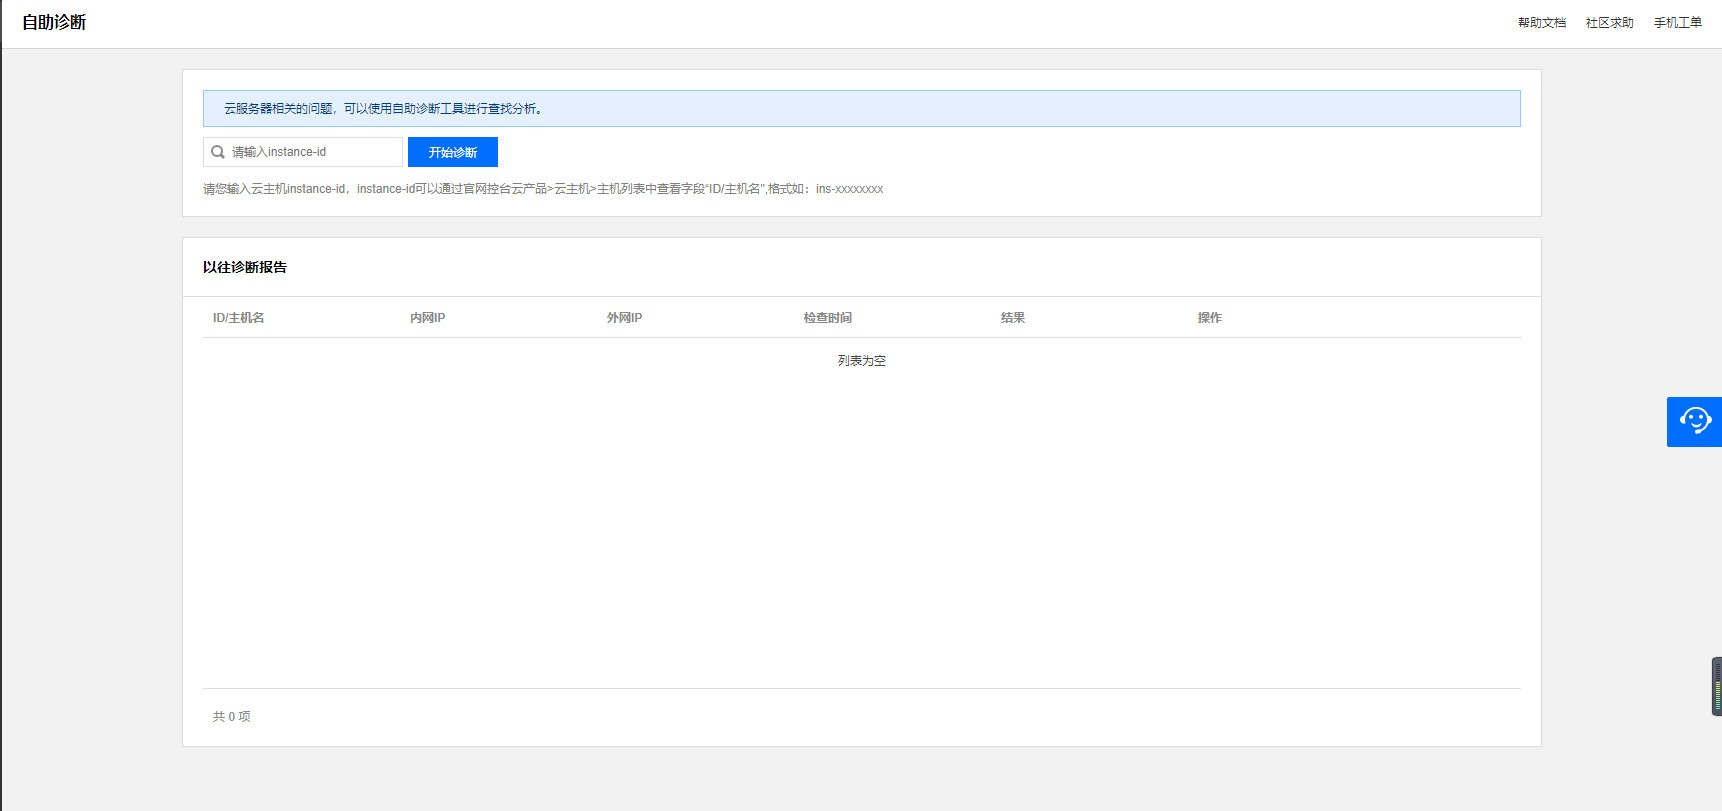 自助诊断
帮助文档 社区求助 手机工单
云服务器相关的问题，可以使用自助诊断工具进行查找分析。
请输入instance-id 开始诊断
请您输入云主机instance-id，instance-id可以通过官网控台云产品>云主机>主机列表中查看字段“ID/主机名”,格式如：ins-xxxxxxxx
以往诊断报告
ID/主机名 内网IP 外网IP 检查时间 结果 操作
列表为空
共 0 项